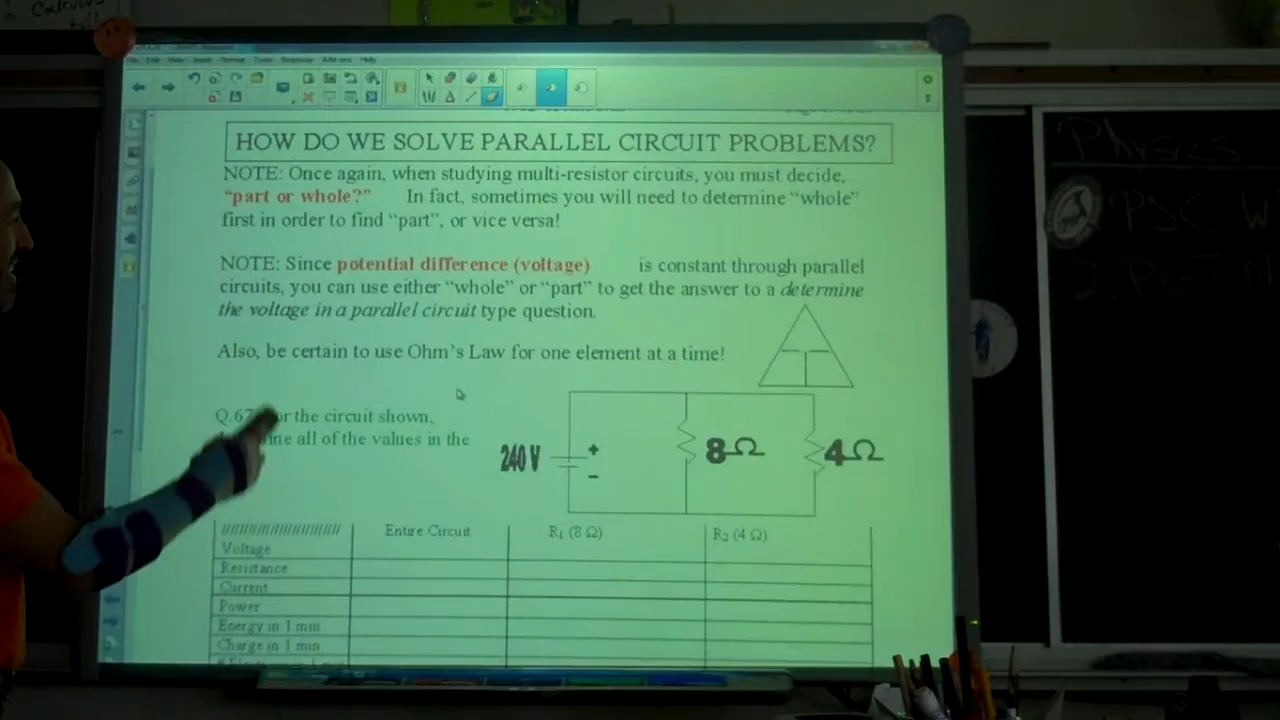 HOW DO WE SOLVE PARALLEL CIRCUIT PROBLEMS?
NOTE: Once again, when studying multi-resistor circuits, you must decide,
"part or whole?" In fact, sometimes you will need to determine "whole"
first in order to find "part", or vice versa!
NOTE: Since potential difference (voltage) is constant through parallel
circuits, you can use either "whole" or "part" to get the answer to a determine
the voltage in a parallel circuit type question.
Also, be certain to use Ohm's Law for one element at a time!
Q.67 the circuit shown,
all of the values in the
240 V + − 8Ω 4Ω
Entire Circuit R1 (8 Ω) R2 (4 Ω)
Voltage
Resistance
Current
Power
Energy in 1 min
Charge in 1 min
Physics
PSC
2.